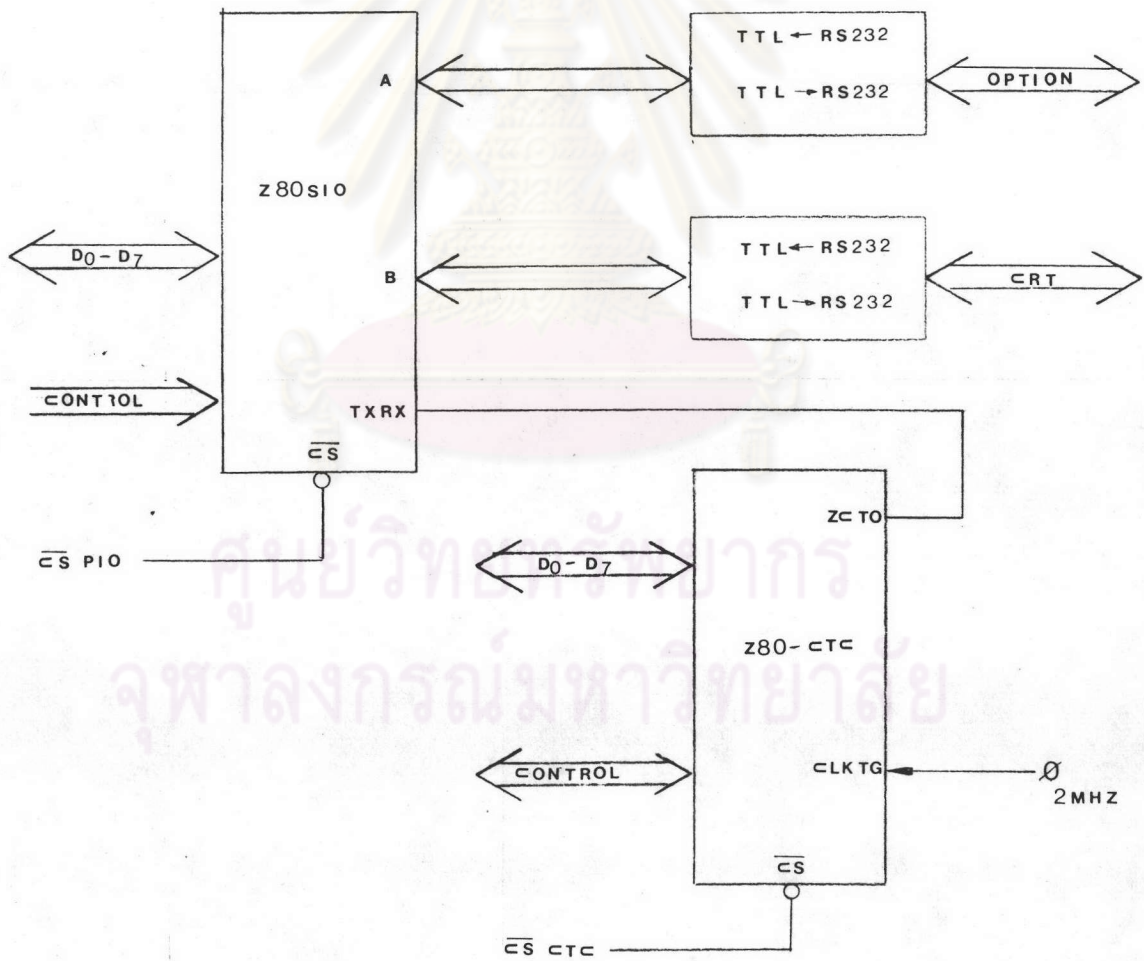 TTL ← RS232
TTL → RS232
A
OPTION
Z80SIO
D0 - D7
B
TTL ← RS232
TTL → RS232
CRT
CONTROL
TXRX
CS
CS PIO
ZCTO
D0 - D7
Z80-CTC
CONTROL
CLKTG
Ø
2MHZ
CS
CS CTC
ศูนย์วิทยทรัพยากร
จุฬาลงกรณ์มหาวิทยาลัย